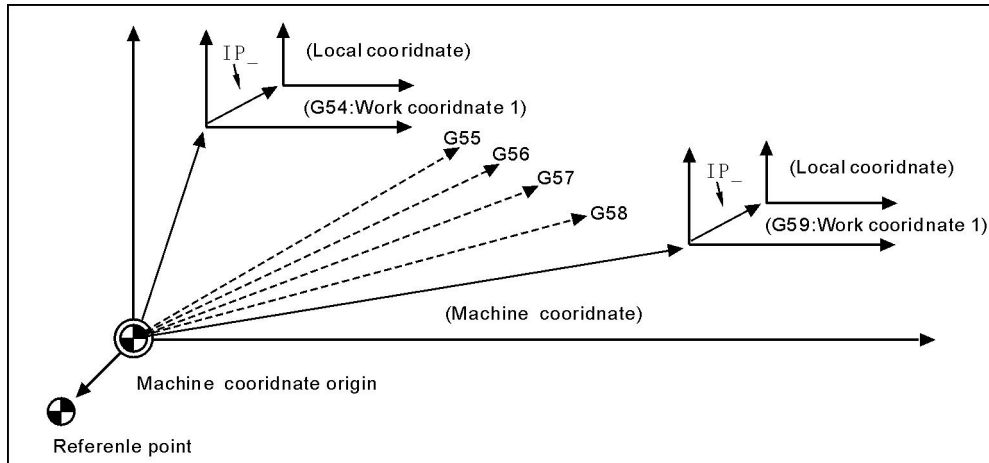 IP_
(Local cooridnate)
(G54:Work cooridnate 1)
G55
G56
G57
G58
IP_
(Local cooridnate)
(G59:Work cooridnate 1)
(Machine cooridnate)
Machine cooridnate origin
Referenle point